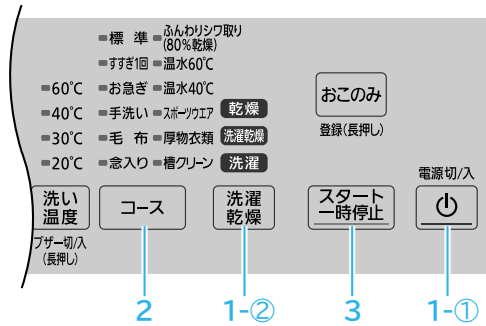 標 準 ふんわりシワ取り
(80%乾燥)
すすぎ1回 温水60℃
60℃ お急ぎ 温水40℃
40℃ 手洗い スポーツウエア 乾燥
30℃ 毛 布 厚物衣類 洗濯乾燥
20℃ 念入り 槽クリーン 洗濯
おこのみ
登録(長押し)
電源切/入
洗い
温度
コース
洗濯
乾燥
スタート
一時停止
ブザー切/入
(長押し)
2 1-② 3 1-①